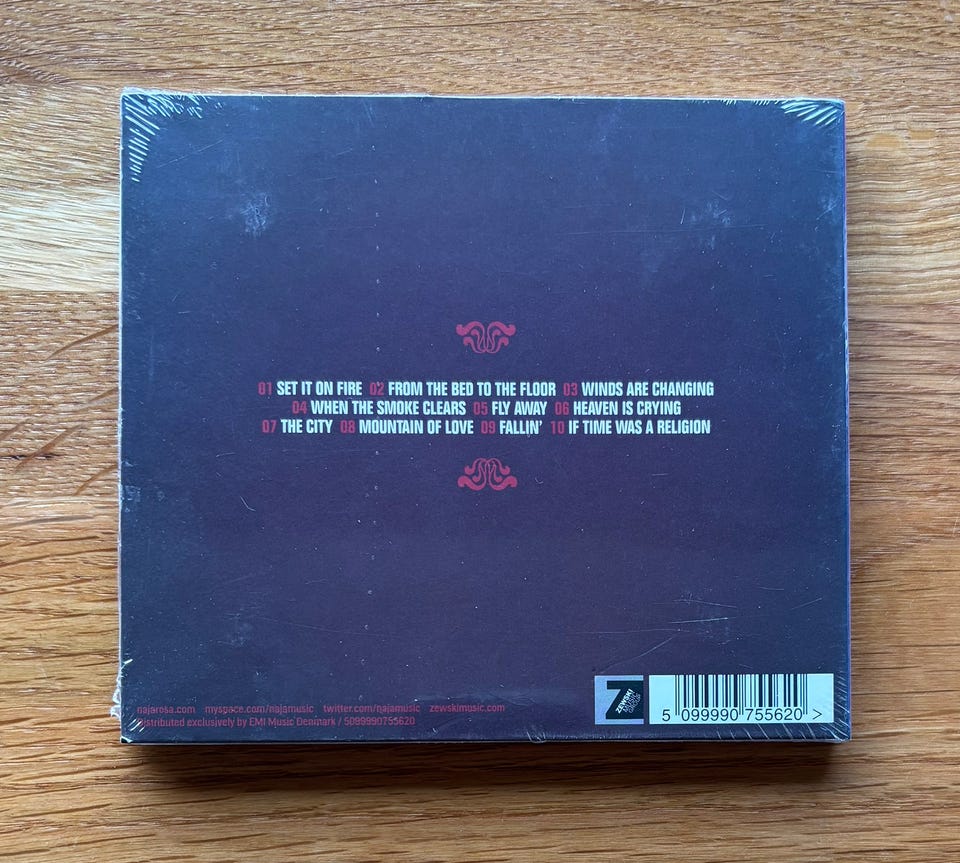 01 SET IT ON FIRE 02 FROM THE BED TO THE FLOOR 03 WINDS ARE CHANGING
04 WHEN THE SMOKE CLEARS 05 FLY AWAY 06 HEAVEN IS CRYING
07 THE CITY 08 MOUNTAIN OF LOVE 09 FALLIN' 10 IF TIME WAS A RELIGION
najarosa.com myspace.com/najamusic twitter.com/najamusic zewskimusic.com
Distributed exclusively by EMI Music Denmark / 5099990755620
Z
ZEWSKI
MUSIC
GROUP
5 099990 755620 >